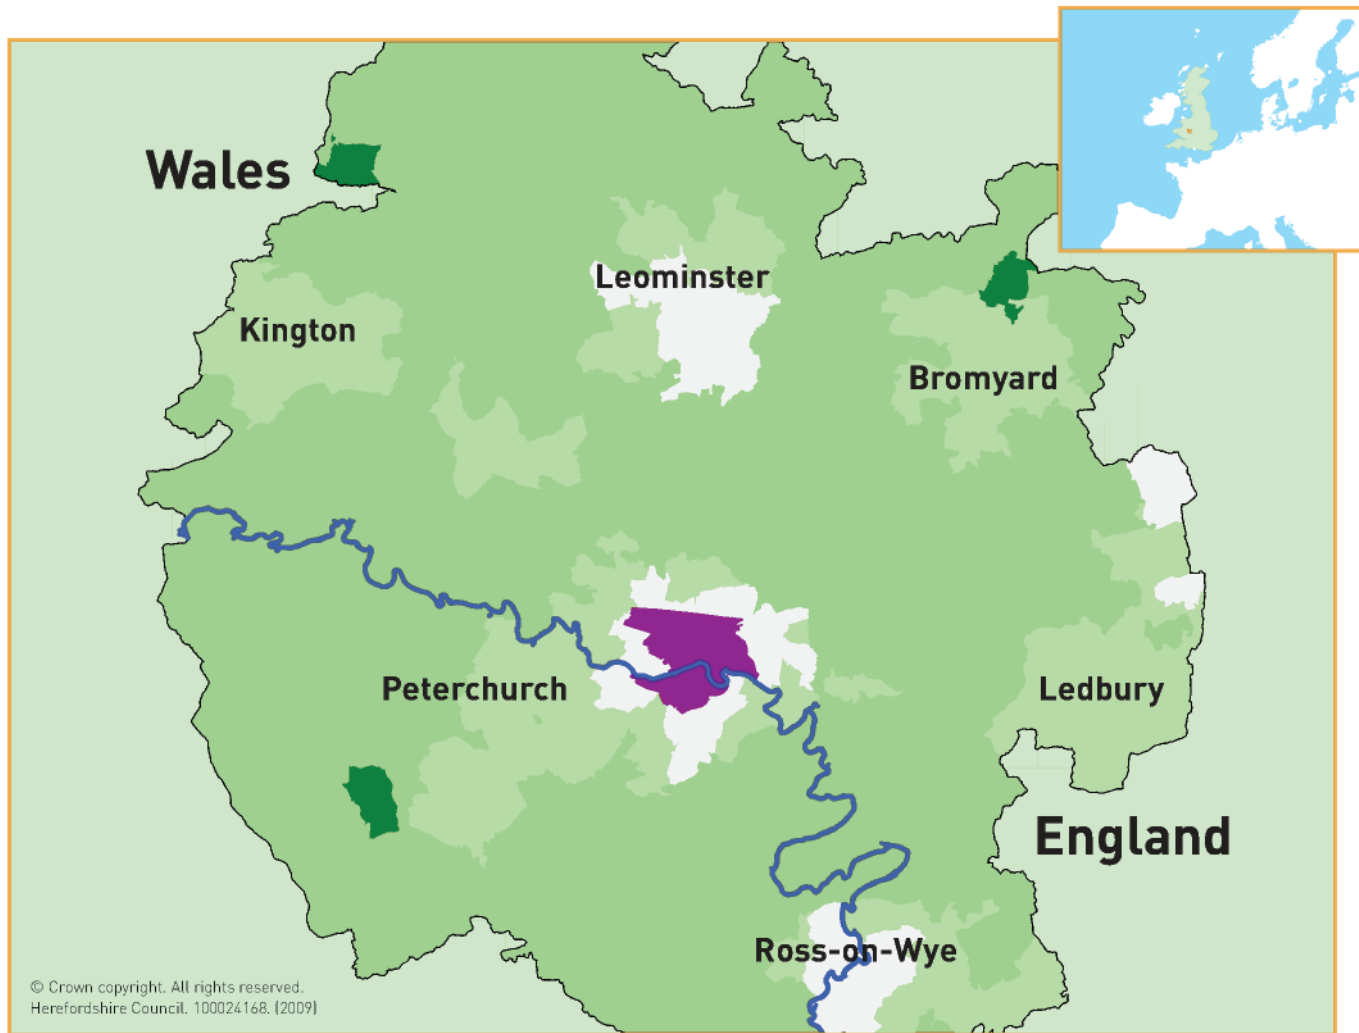 Wales
Leominster
Kington
Bromyard
Peterchurch
Ledbury
England
Ross-on-Wye
© Crown copyright. All rights reserved.
Herefordshire Council. 100024168. (2009)